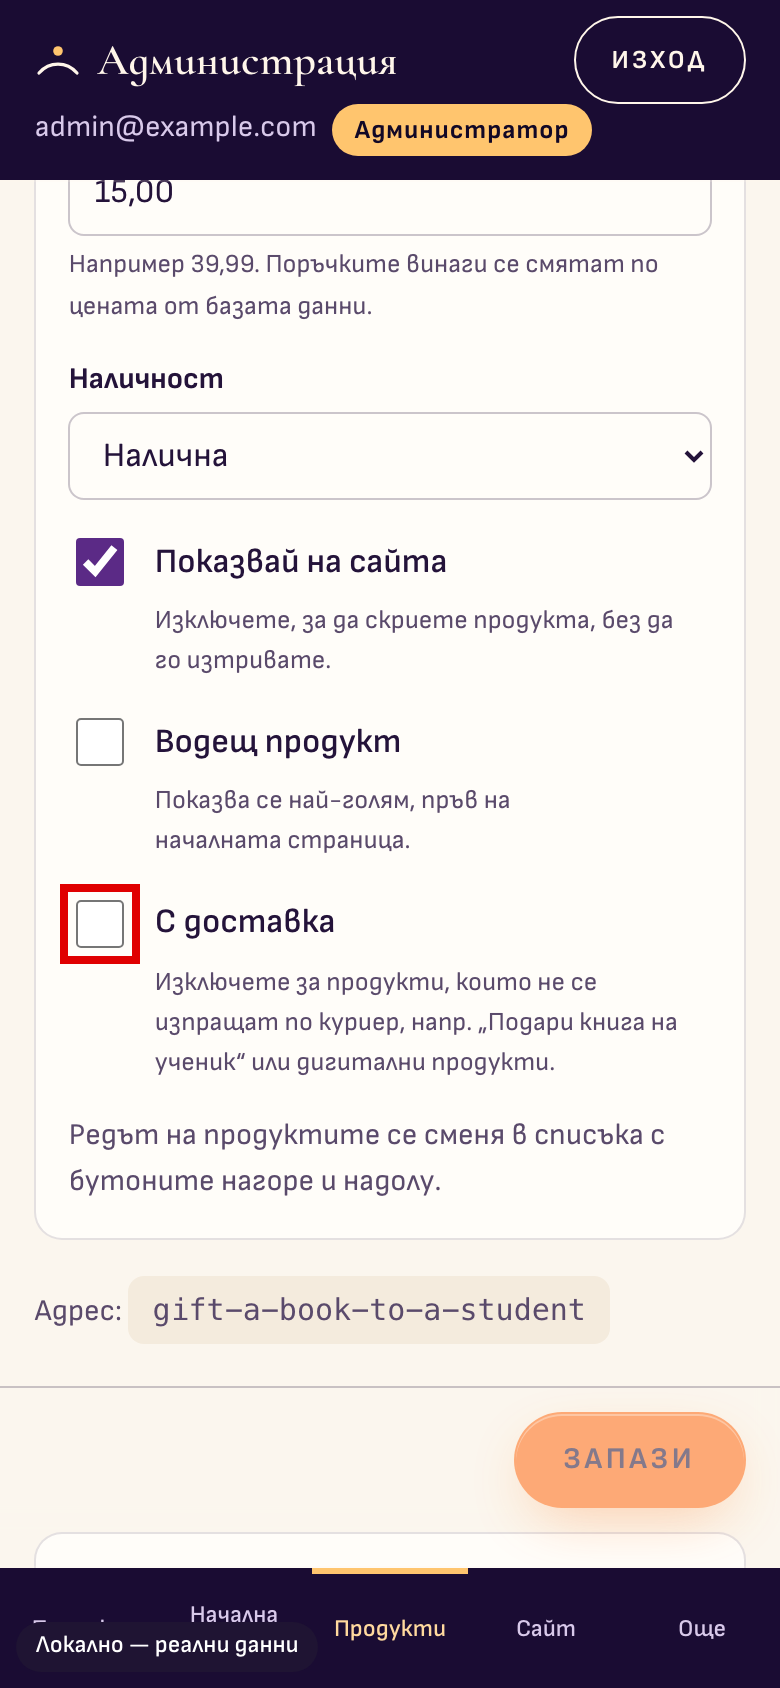 Администрация
ИЗХОД
admin@example.com Администратор
15,00
Например 39,99. Поръчките винаги се смятат по
цената от базата данни.
Наличност
Налична
Показвай на сайта
Изключете, за да скриете продукта, без да
го изтривате.
Водещ продукт
Показва се най-голям, пръв на
началната страница.
С доставка
Изключете за продукти, които не се
изпращат по куриер, напр. „Подари книга на
ученик“ или дигитални продукти.
Редът на продуктите се сменя в списъка с
бутоните нагоре и надолу.
Адрес: gift-a-book-to-a-student
ЗАПАЗИ
Начална
Продукти
Сайт
Още
Локално — реални данни